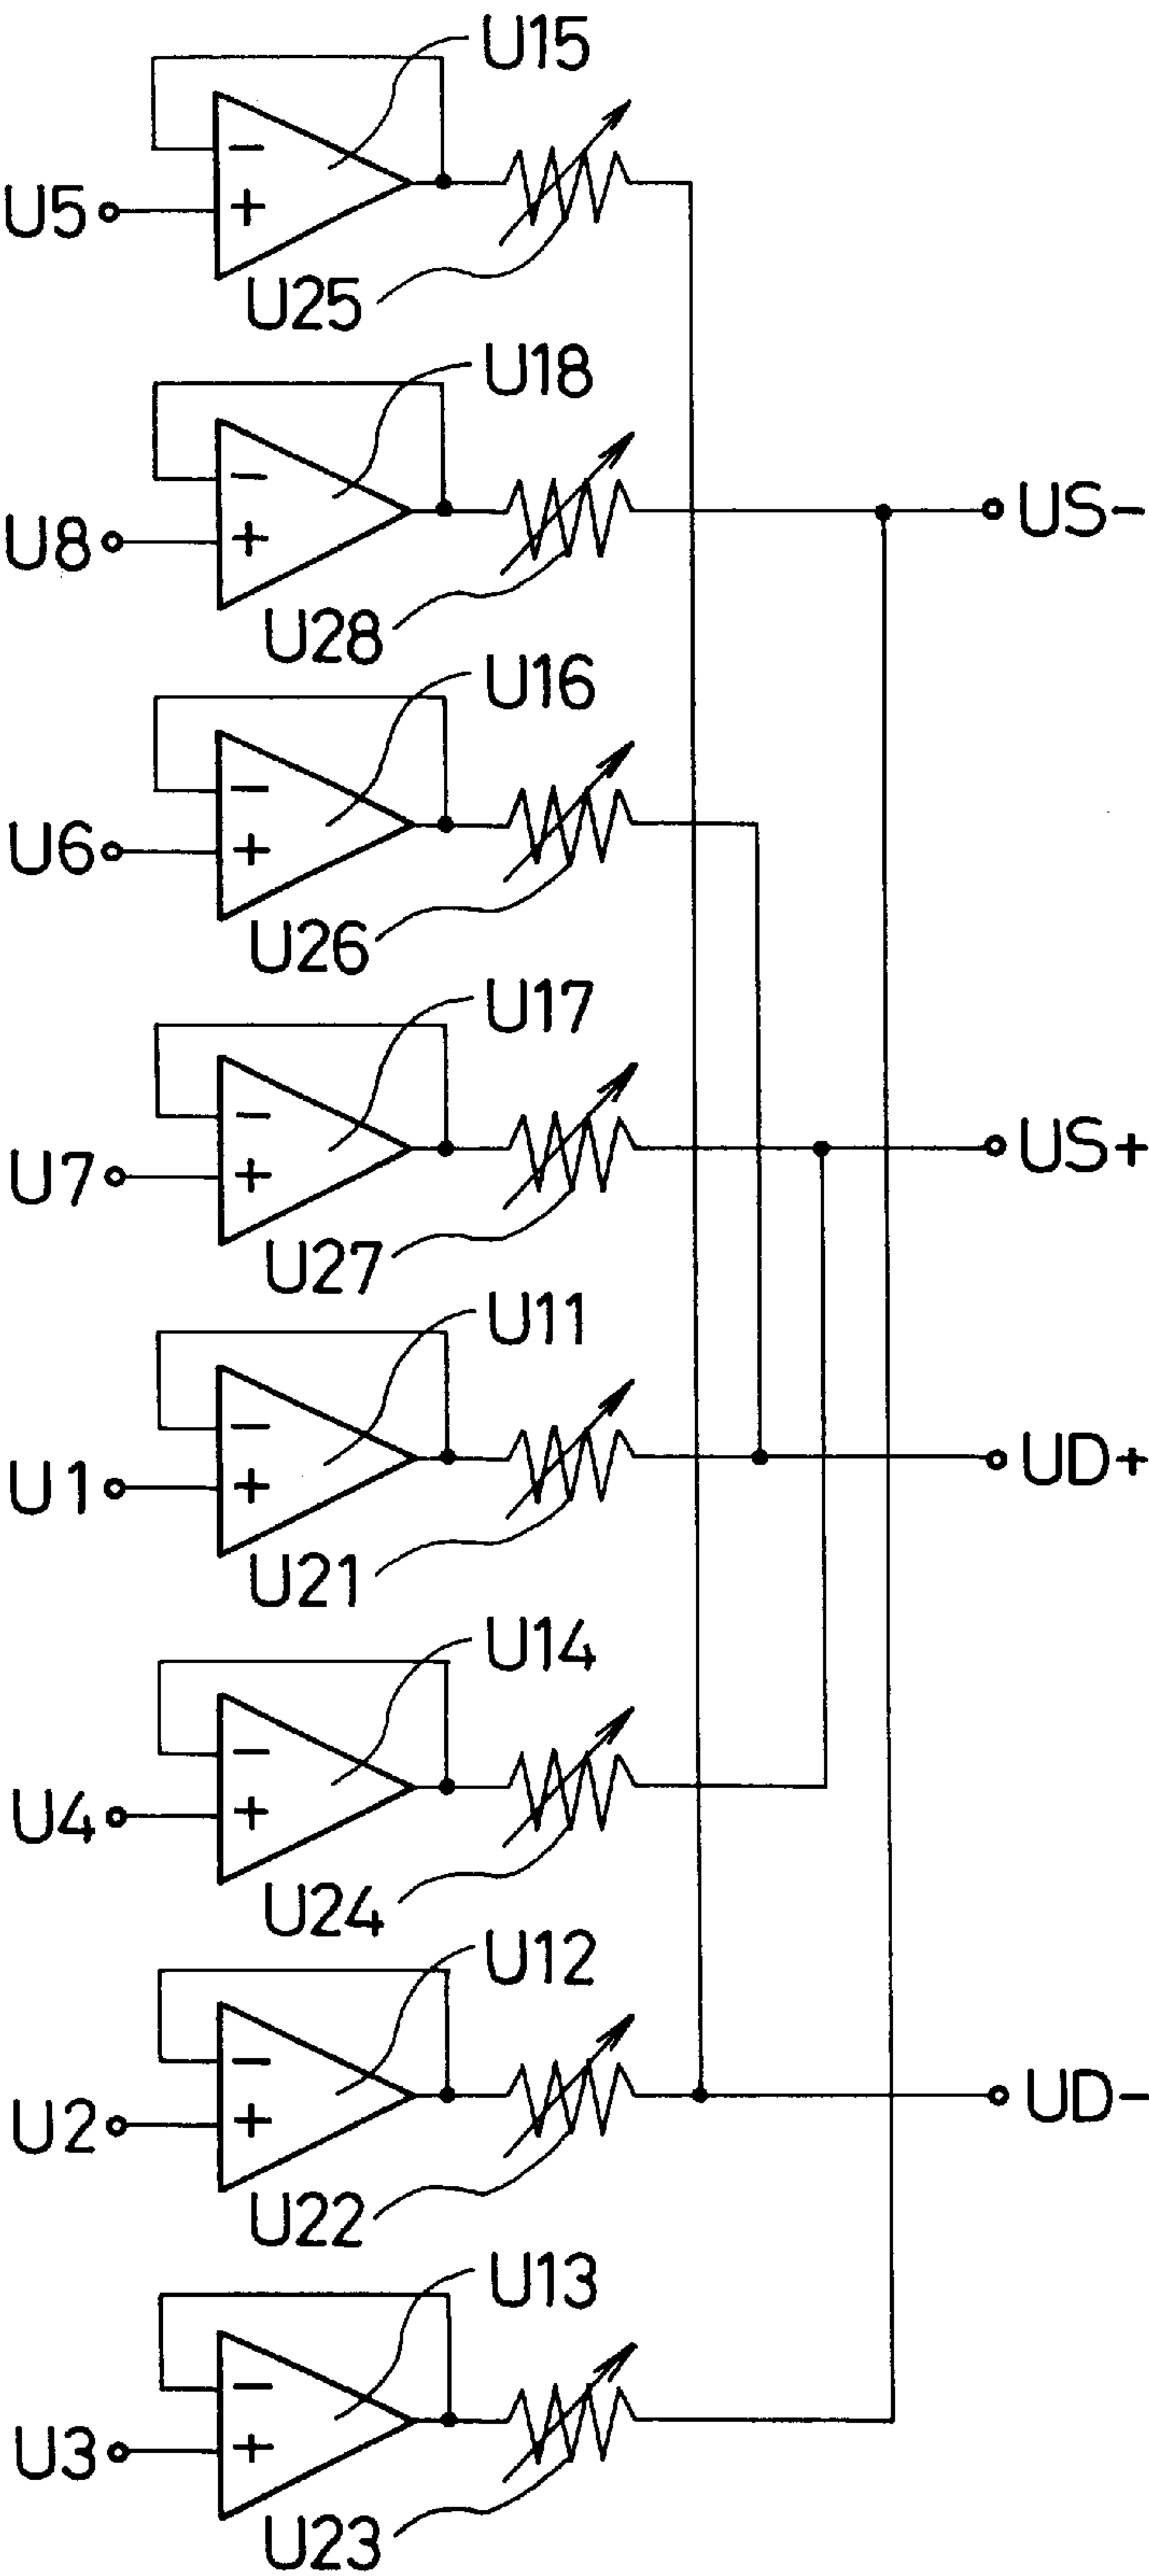 U15
−
+
U5
U25
U18
−
+
US-
U8
U28
U16
−
+
U6
U26
U17
−
+
US+
U7
U27
U11
−
+
UD+
U1
U21
U14
−
+
U4
U24
U12
−
+
UD-
U2
U22
U13
−
+
U3
U23